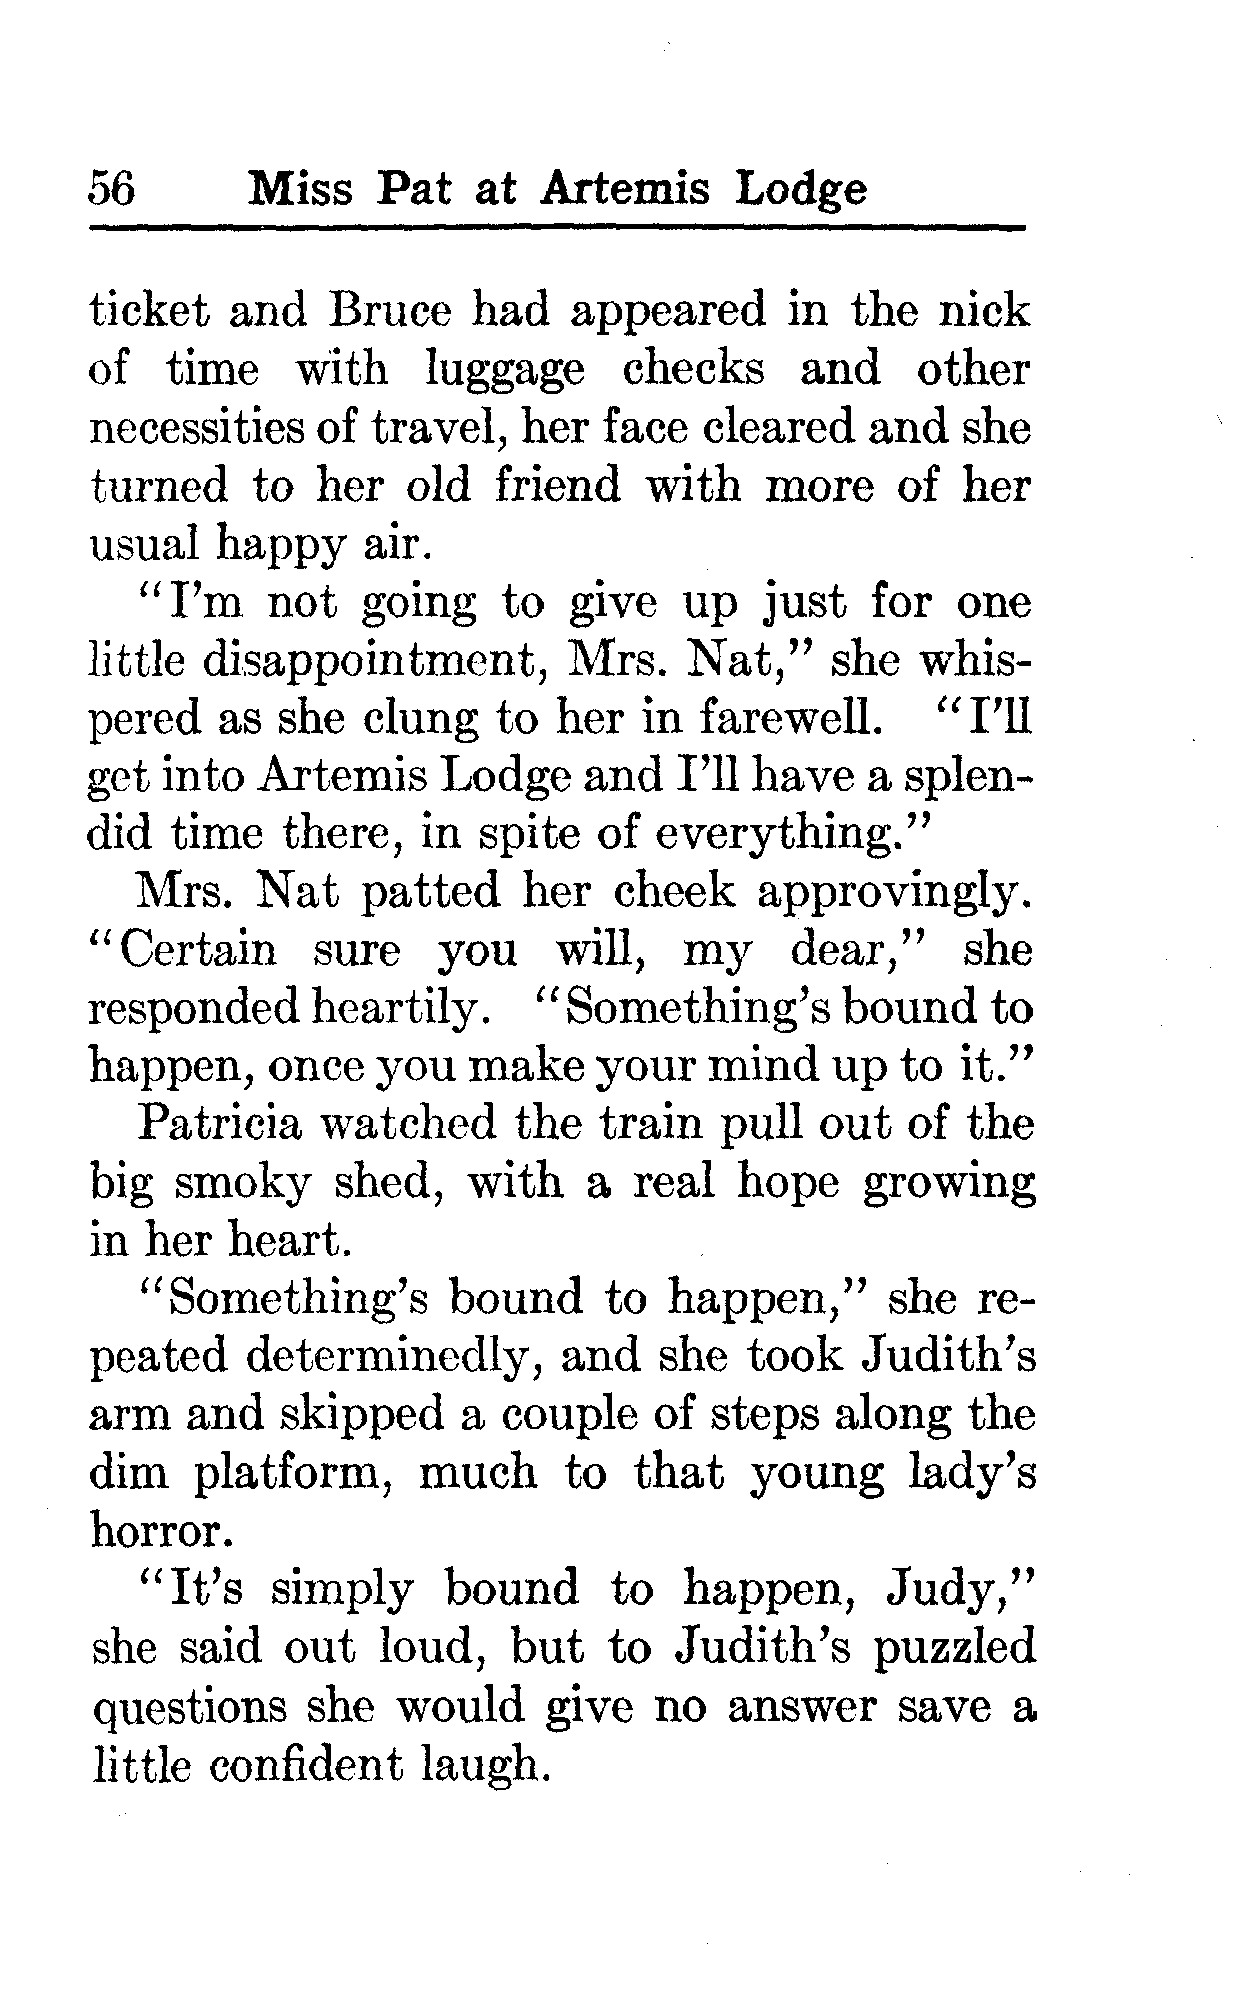 56 Miss Pat at Artemis Lodge
ticket and Bruce had appeared in the nick
of time with luggage checks and other
necessities of travel, her face cleared and she
turned to her old friend with more of her
usual happy air.
“I’m not going to give up just for one
little disappointment, Mrs. Nat,” she whis-
pered as she clung to her in farewell. “I’ll
get into Artemis Lodge and I’ll have a splen-
did time there, in spite of everything.”
Mrs. Nat patted her cheek approvingly.
“Certain sure you will, my dear,” she
responded heartily. “Something’s bound to
happen, once you make your mind up to it.”
Patricia watched the train pull out of the
big smoky shed, with a real hope growing
in her heart.
“Something’s bound to happen,” she re-
peated determinedly, and she took Judith’s
arm and skipped a couple of steps along the
dim platform, much to that young lady’s
horror.
“It’s simply bound to happen, Judy,”
she said out loud, but to Judith’s puzzled
questions she would give no answer save a
little confident laugh.